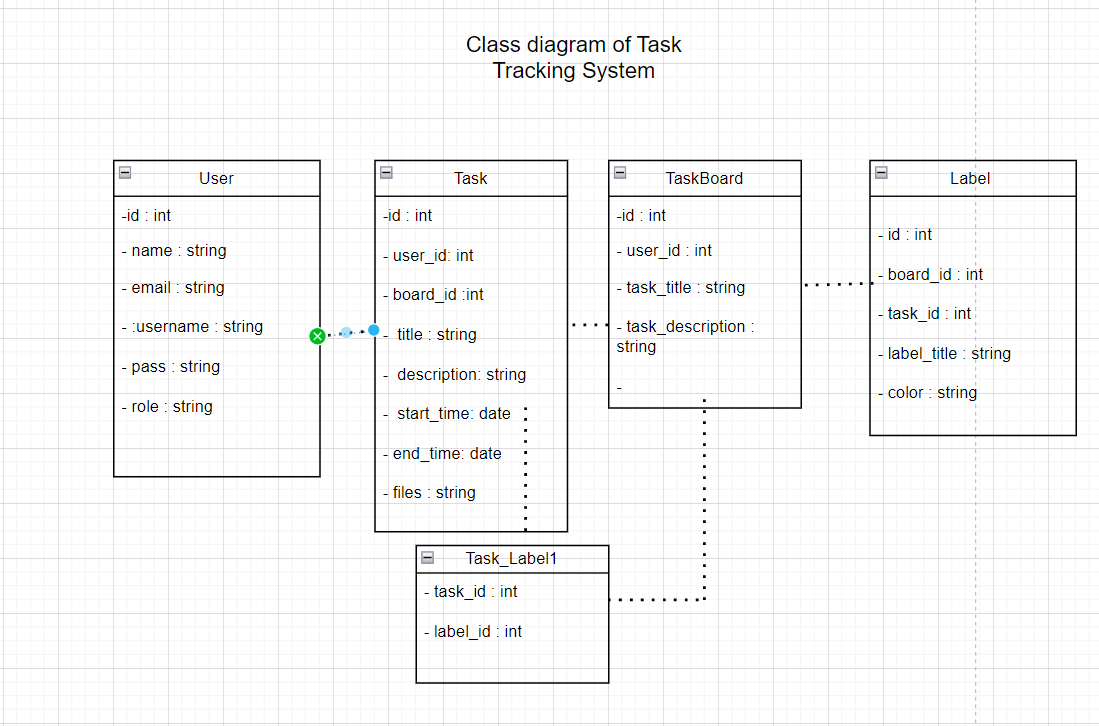 Class diagram of Task
Tracking System
User
-id : int
- name : string
- email : string
- :username : string
- pass : string
- role : string
Task
-id : int
- user_id: int
- board_id :int
-  title : string
-  description: string
-  start_time: date
- end_time: date
- files : string
TaskBoard
-id : int
- user_id : int
- task_title : string
- task_description :
string
-
Label
- id : int
- board_id : int
- task_id : int
- label_title : string
- color : string
Task_Label1
- task_id : int
- label_id : int